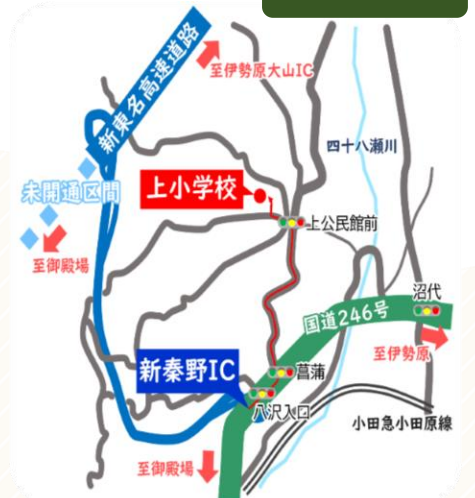 新東名高速道路
至伊勢原大山IC
四十八瀬川
未開通区間
上小学校
上公民館前
至御殿場
沼代
国道246号
至伊勢原
新秦野IC
菖蒲
八沢入口
小田急小田原線
至御殿場